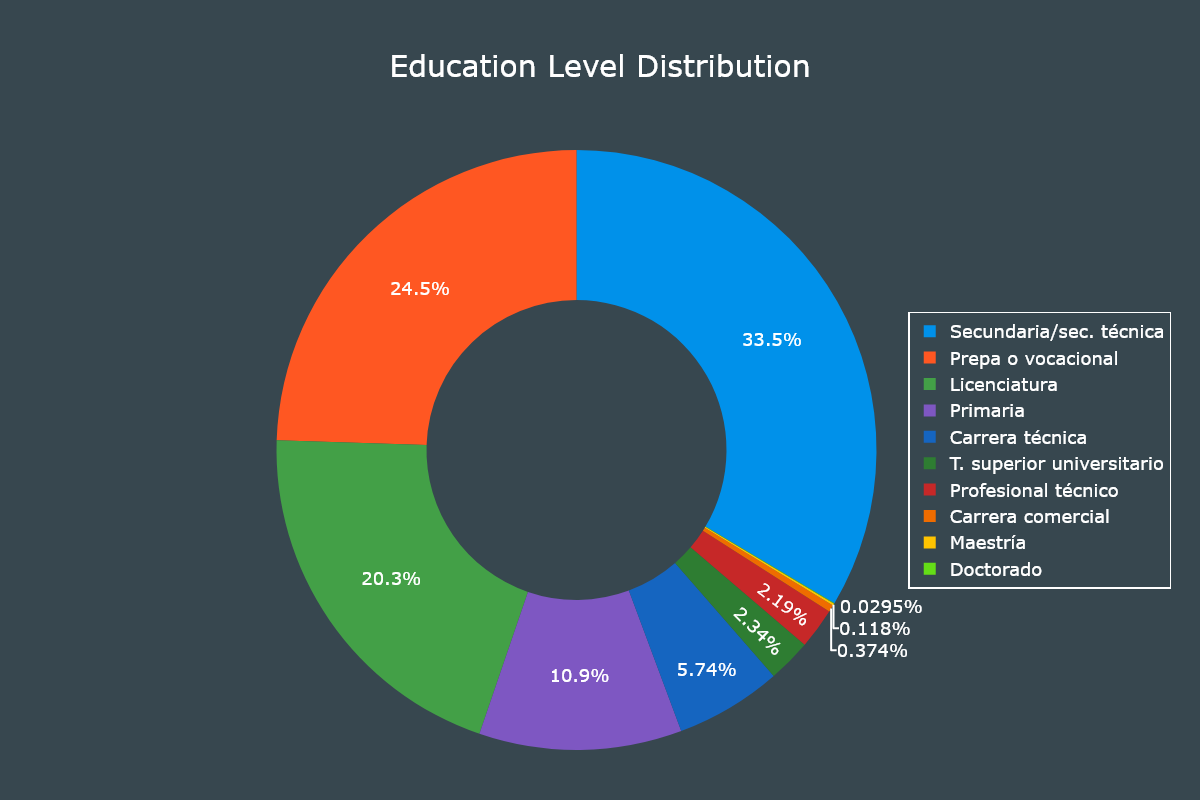 Education Level Distribution
24.5%
33.5%
20.3%
10.9%
5.74%
2.34%
2.19%
0.0295%
0.118%
0.374%
Secundaria/sec. técnica
Prepa o vocacional
Licenciatura
Primaria
Carrera técnica
T. superior universitario
Profesional técnico
Carrera comercial
Maestría
Doctorado